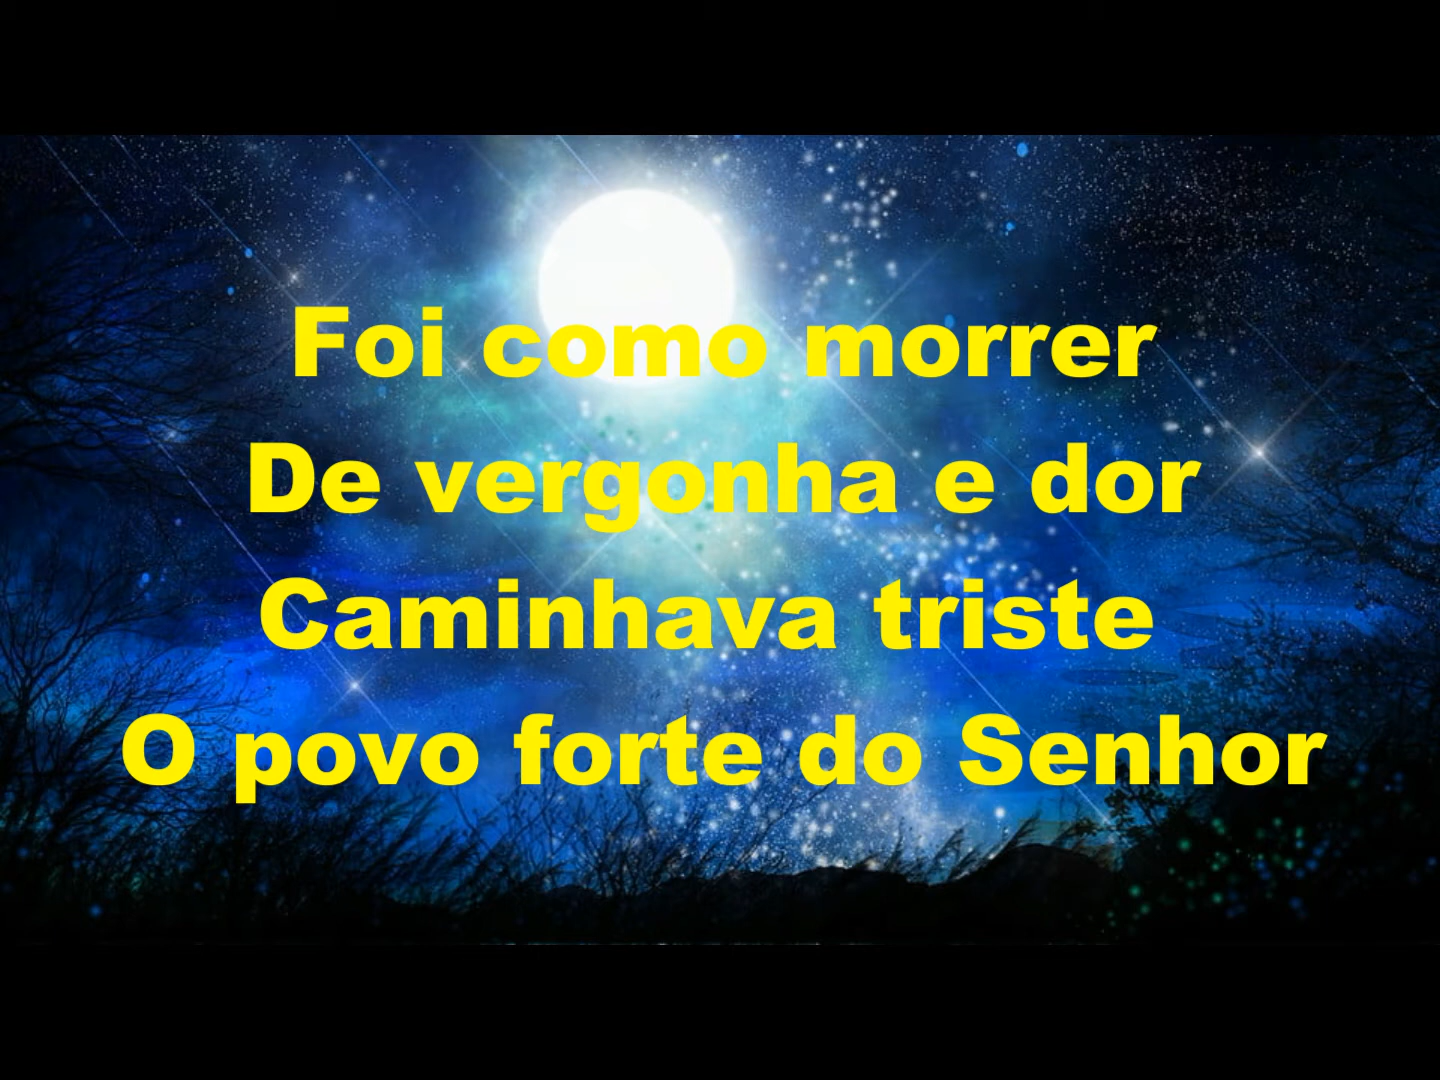 Foi como morrer
De vergonha e dor
Caminhava triste
O povo forte do Senhor